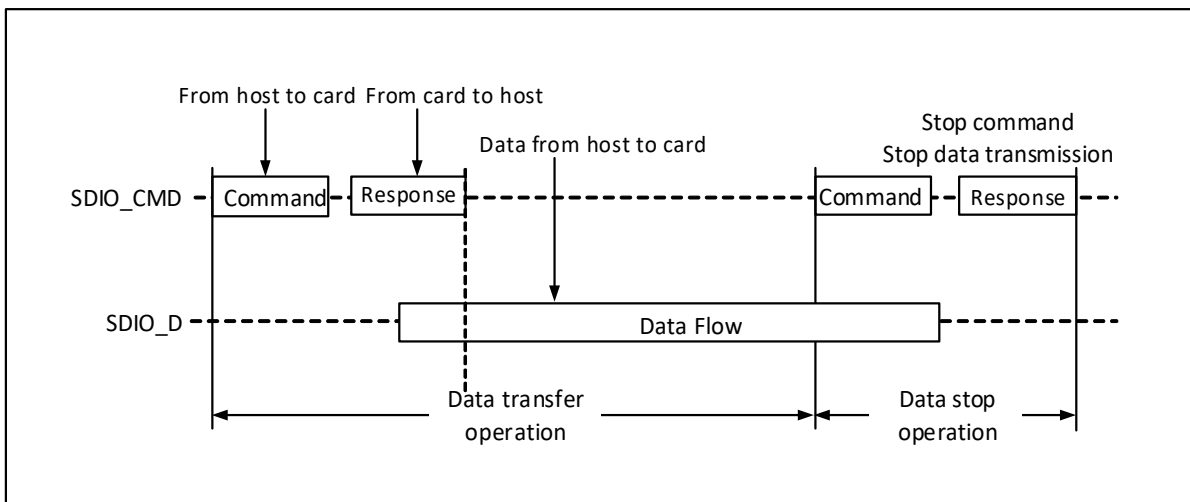 From host to card
From card to host
Data from host to card
Stop command
Stop data transmission
SDIO_CMD
Command
Response
Command
Response
SDIO_D
Data Flow
Data transfer
operation
Data stop
operation